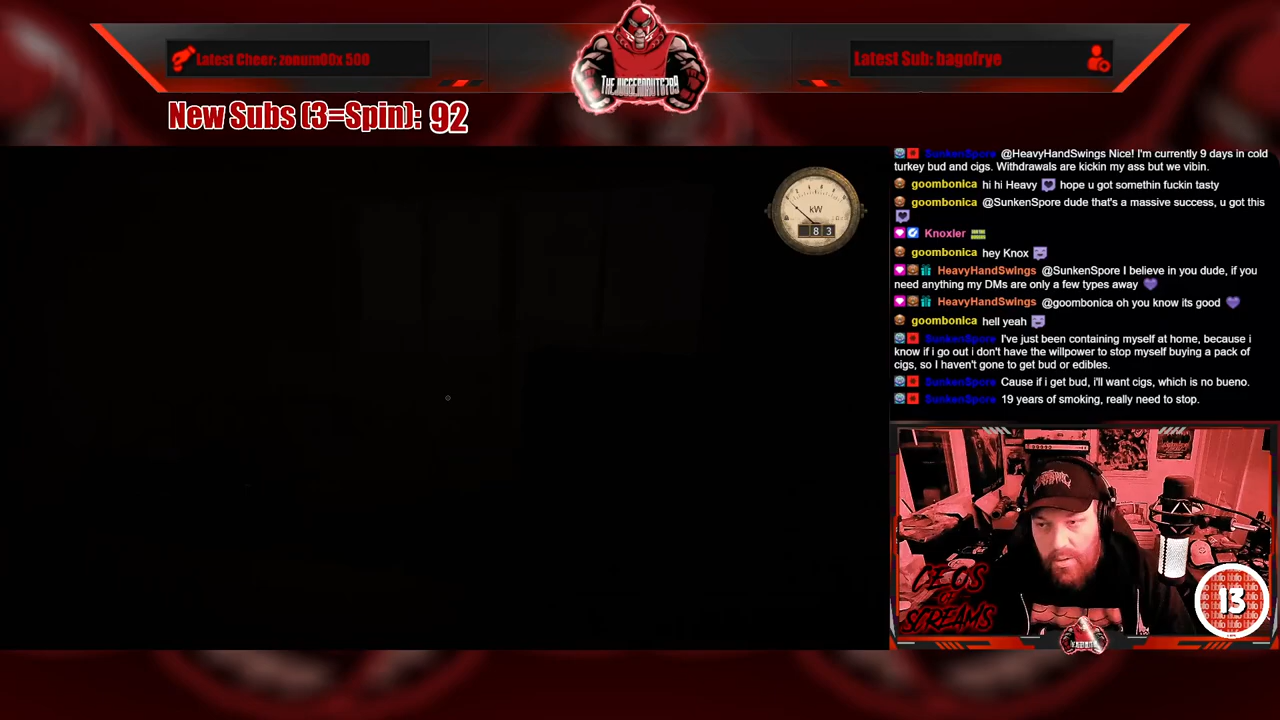 Latest Cheer: zonum00x 500
THEJUGGERNAUT6789
Latest Sub: bagofrye
New Subs (3=Spin): 92
kW
8 3
SunkenSpore @HeavyHandSwings Nice! I'm currently 9 days in cold
turkey bud and cigs. Withdrawals are kickin my ass but we vibin.
goombonica hi hi Heavy hope u got somethin fuckin tasty
goombonica @SunkenSpore dude that's a massive success, u got this
Knoxler
goombonica hey Knox
HeavyHandSwings @SunkenSpore I believe in you dude, if you
need anything my DMs are only a few types away
HeavyHandSwings @goombonica oh you know its good
goombonica hell yeah
SunkenSpore I've just been containing myself at home, because i
know if i go out i don't have the willpower to stop myself buying a pack of
cigs, so I haven't gone to get bud or edibles.
SunkenSpore Cause if i get bud, i'll want cigs, which is no bueno.
SunkenSpore 19 years of smoking, really need to stop.
CEOS
OF
SCREAMS
13